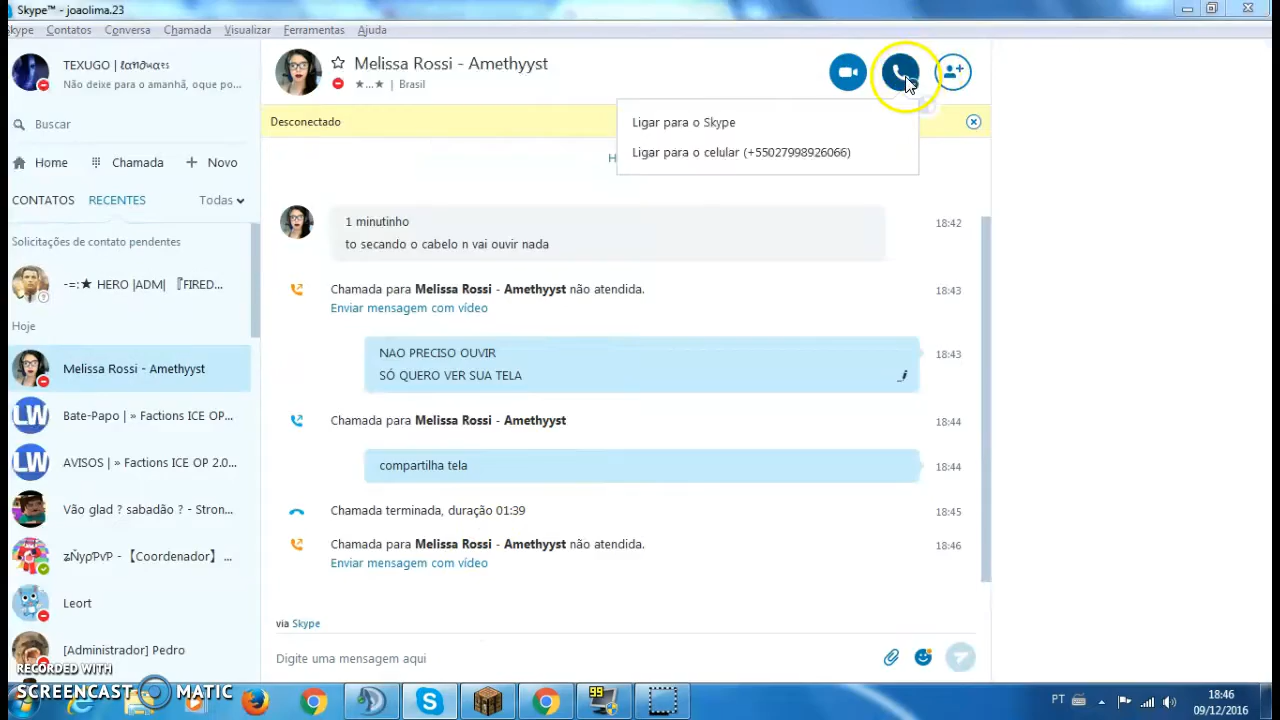 Skype™ - joaolima.23
Skype Contatos Conversa Chamada Visualizar Ferramentas Ajuda
TEXUGO |
Não deixe para o amanhã, o que po...
Buscar
Home Chamada Novo
CONTATOS RECENTES Todas
Solicitações de contato pendentes
-=:★ HERO |ADM| 『FIRED...
Hoje
Melissa Rossi - Amethyyst
Bate-Papo | » Factions ICE OP...
AVISOS | » Factions ICE OP 2.0...
Vão glad ? sabadão ? - Stron...
【Coordenador】 ...
Leort
[Administrador] Pedro
Melissa Rossi - Amethyyst
★...★ | Brasil
Desconectado
Ligar para o Skype
Ligar para o celular (+55027998926066)
1 minutinho 18:42
to secando o cabelo n vai ouvir nada
Chamada para Melissa Rossi - Amethyyst não atendida. 18:43
Enviar mensagem com vídeo
NAO PRECISO OUVIR 18:43
SÓ QUERO VER SUA TELA
Chamada para Melissa Rossi - Amethyyst 18:44
compartilha tela 18:44
Chamada terminada, duração 01:39 18:45
Chamada para Melissa Rossi - Amethyyst não atendida. 18:46
Enviar mensagem com vídeo
via Skype
Digite uma mensagem aqui
RECORDED WITH
SCREENCAST MATIC
99
PT
18:46
09/12/2016